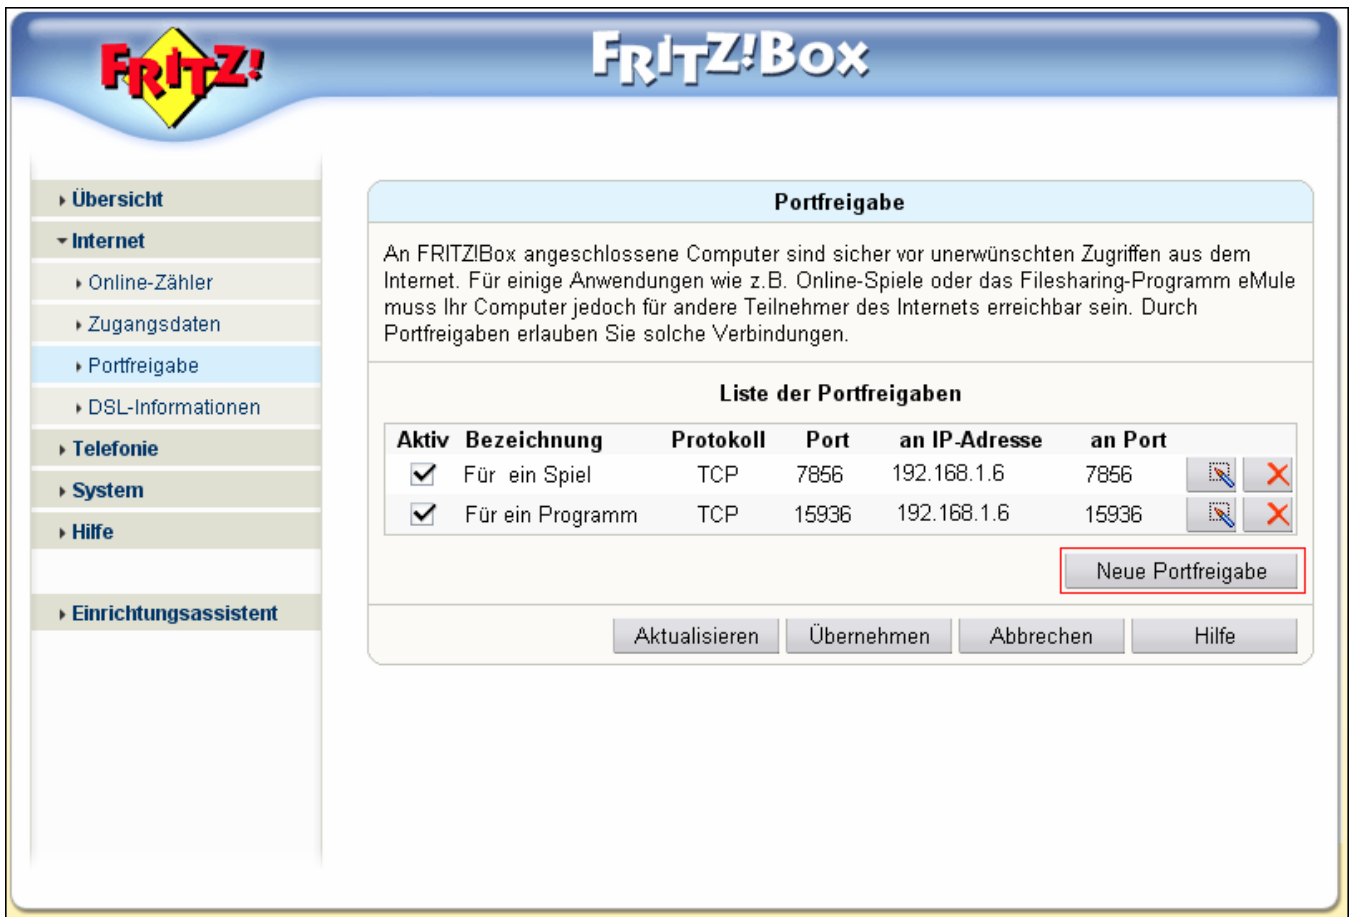 FRITZ!
FRITZ!BOX
Übersicht
Internet
Online-Zähler
Zugangsdaten
Portfreigabe
DSL-Informationen
Telefonie
System
Hilfe
Einrichtungsassistent
Portfreigabe
An FRITZ!Box angeschlossene Computer sind sicher vor unerwünschten Zugriffen aus dem
Internet. Für einige Anwendungen wie z.B. Online-Spiele oder das Filesharing-Programm eMule
muss Ihr Computer jedoch für andere Teilnehmer des Internets erreichbar sein. Durch
Portfreigaben erlauben Sie solche Verbindungen.
Liste der Portfreigaben
Aktiv Bezeichnung Protokoll Port an IP-Adresse an Port
Für ein Spiel TCP 7856 192.168.1.6 7856
Für ein Programm TCP 15936 192.168.1.6 15936
Neue Portfreigabe
Aktualisieren Übernehmen Abbrechen Hilfe